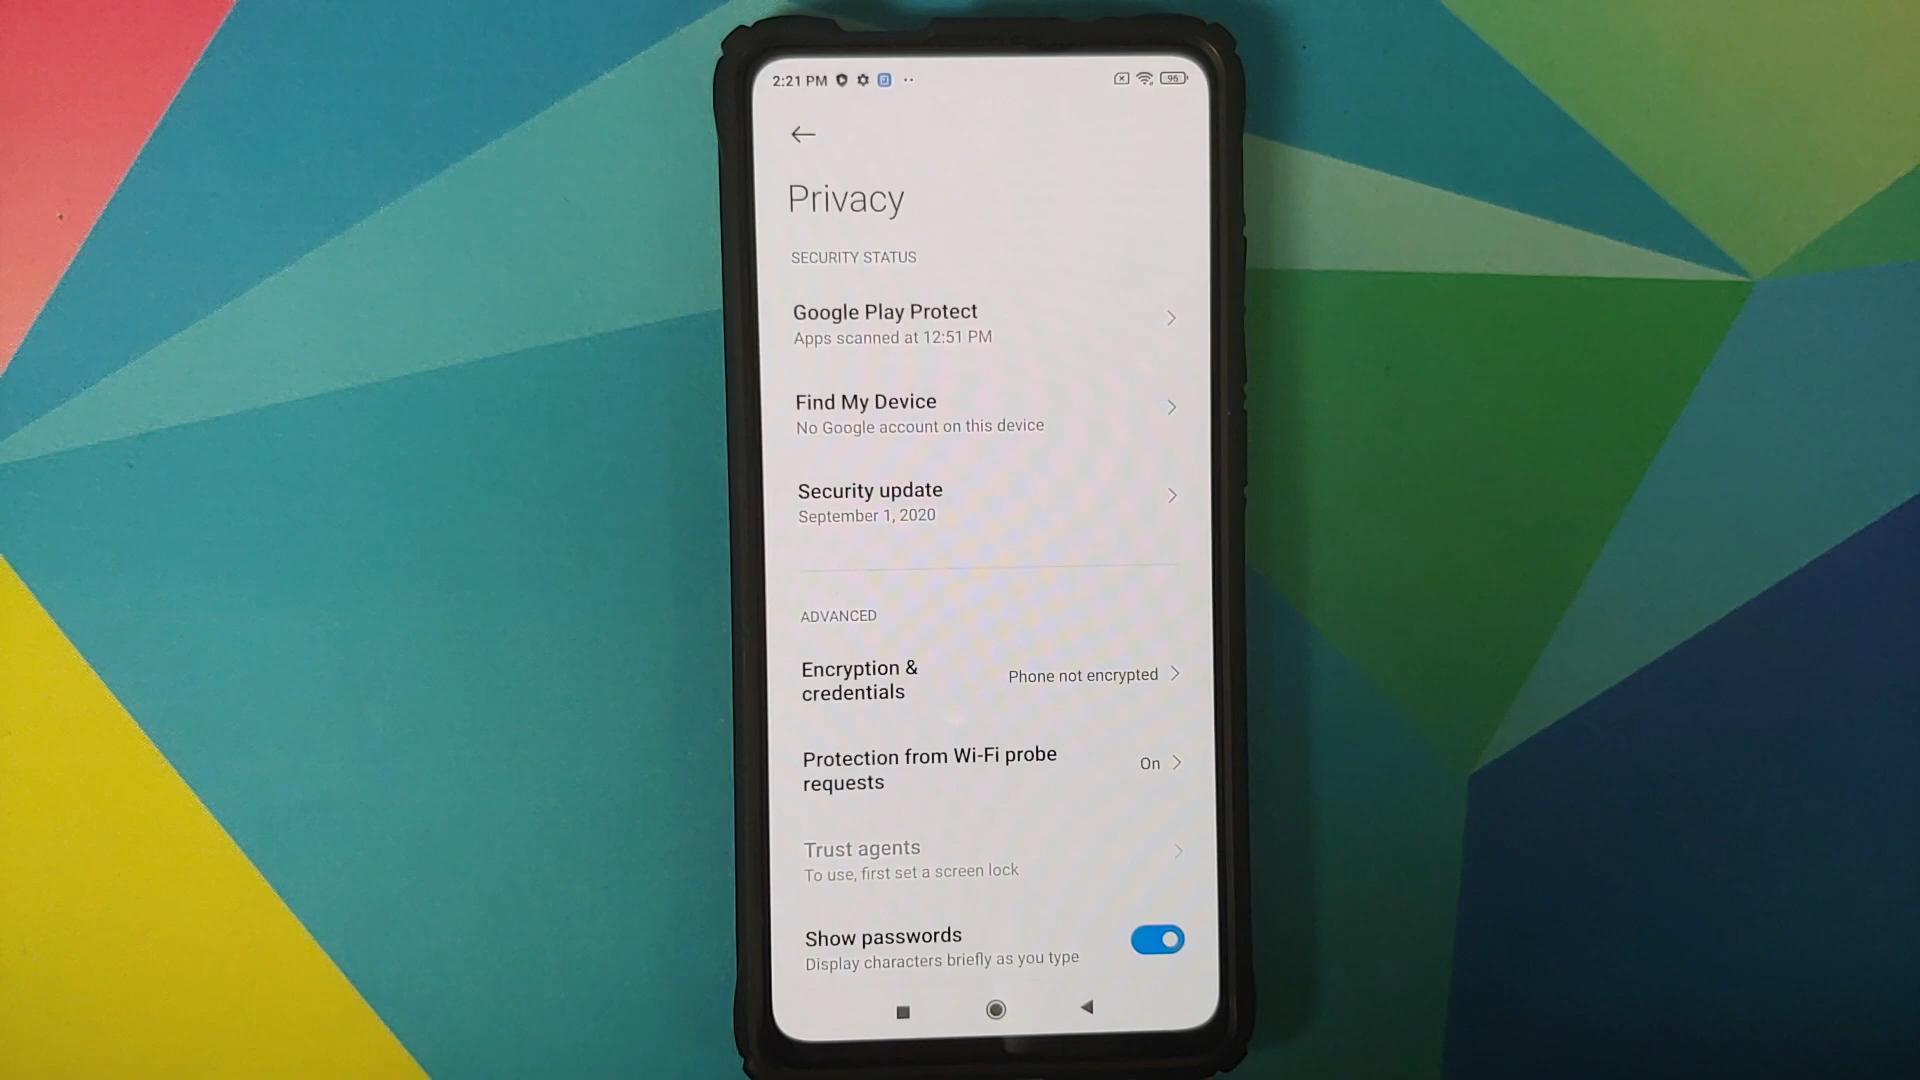 2:21 PM
96
Privacy
SECURITY STATUS
Google Play Protect
Apps scanned at 12:51 PM
Find My Device
No Google account on this device
Security update
September 1, 2020
ADVANCED
Encryption &
credentials
Phone not encrypted
Protection from Wi-Fi probe
requests
On
Trust agents
To use, first set a screen lock
Show passwords
Display characters briefly as you type